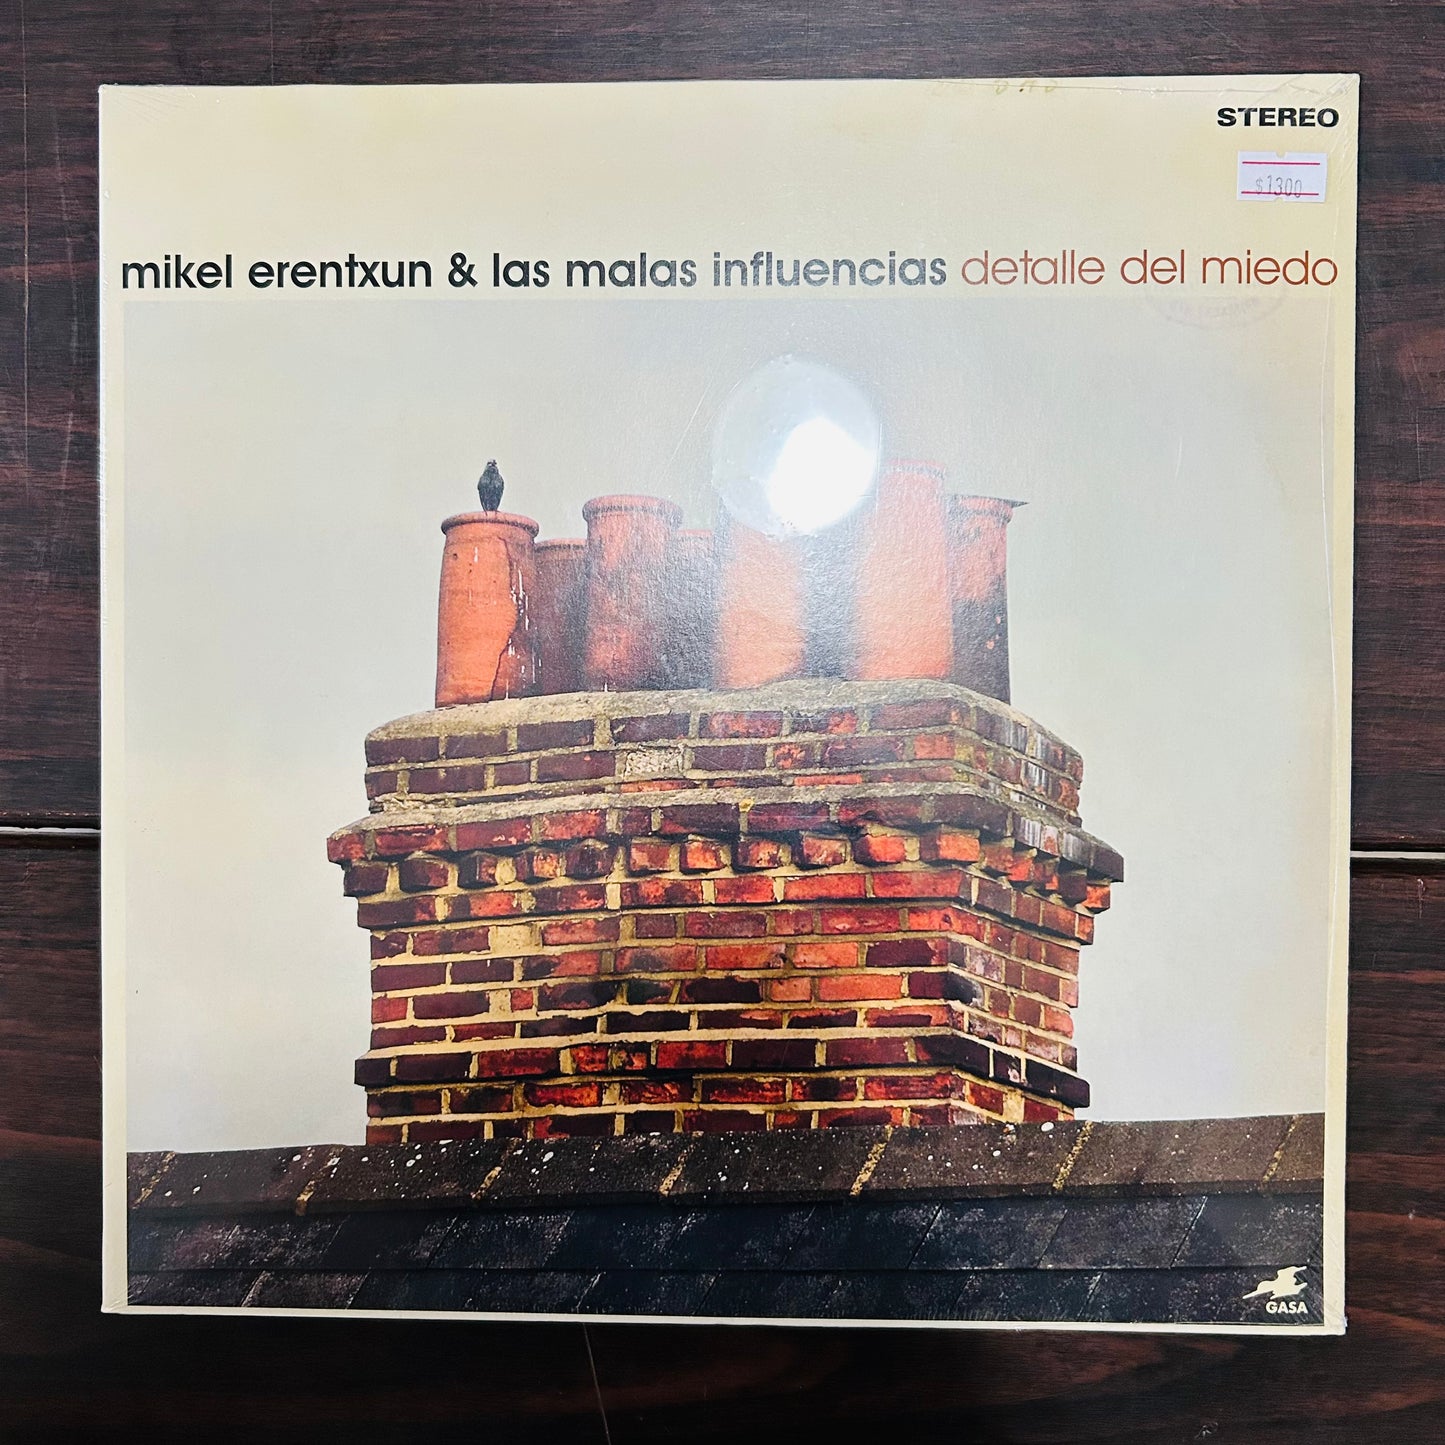 STEREO
$1300
mikel erentxun & las malas influencias detalle del miedo
GASA